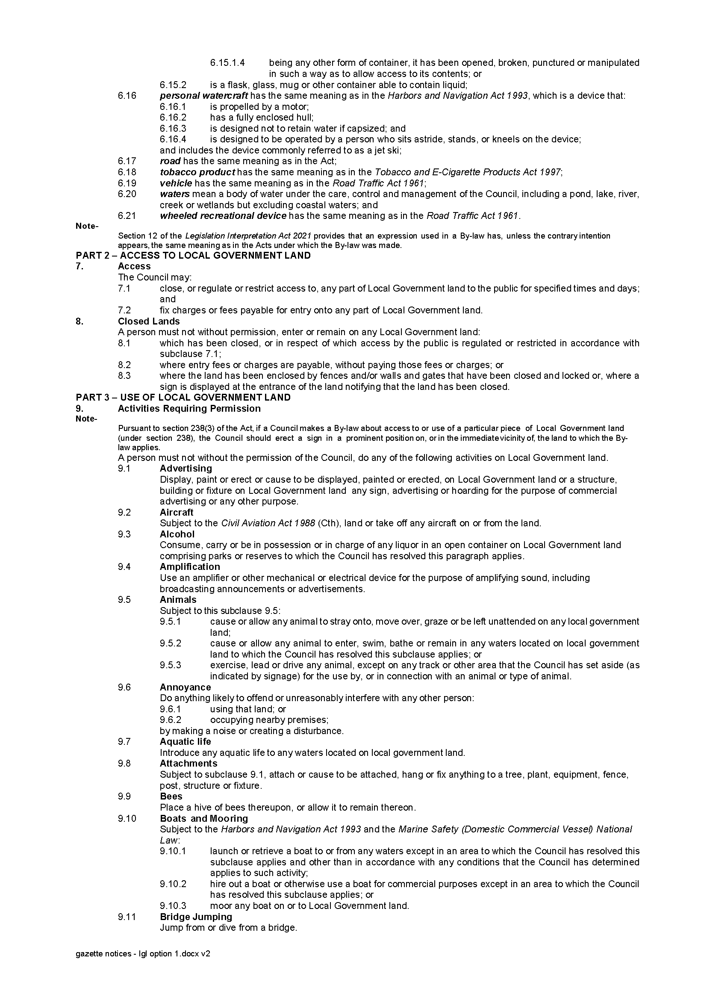 6.15.1.4 being any other form of container, it has been opened, broken, punctured or manipulated
in such a way as to allow access to its contents; or
6.15.2 is a flask, glass, mug or other container able to contain liquid;
6.16 personal watercraft has the same meaning as in the Harbors and Navigation Act 1993, which is a device that:
6.16.1 is propelled by a motor;
6.16.2 has a fully enclosed hull;
6.16.3 is designed not to retain water if capsized; and
6.16.4 is designed to be operated by a person who sits astride, stands, or kneels on the device;
and includes the device commonly referred to as a jet ski;
6.17 road has the same meaning as in the Act;
6.18 tobacco product has the same meaning as in the Tobacco and E-Cigarette Products Act 1997;
6.19 vehicle has the same meaning as in the Road Traffic Act 1961;
6.20 waters mean a body of water under the care, control and management of the Council, including a pond, lake, river,
creek or wetlands but excluding coastal waters; and
6.21 wheeled recreational device has the same meaning as in the Road Traffic Act 1961.
Note-
Section 12 of the Legislation Interpretation Act 2021 provides that an expression used in a By-law has, unless the contrary intention
appears, the same meaning as in the Acts under which the By-law was made.
PART 2 – ACCESS TO LOCAL GOVERNMENT LAND
7. Access
The Council may:
7.1 close, or regulate or restrict access to, any part of Local Government land to the public for specified times and days;
and
7.2 fix charges or fees payable for entry onto any part of Local Government land.
8. Closed Lands
A person must not without permission, enter or remain on any Local Government land:
8.1 which has been closed, or in respect of which access by the public is regulated or restricted in accordance with
subclause 7.1;
8.2 where entry fees or charges are payable, without paying those fees or charges; or
8.3 where the land has been enclosed by fences and/or walls and gates that have been closed and locked or, where a
sign is displayed at the entrance of the land notifying that the land has been closed.
PART 3 – USE OF LOCAL GOVERNMENT LAND
9. Activities Requiring Permission
Note-
Pursuant to section 238(3) of the Act, if a Council makes a By-law about access to or use of a particular piece of Local Government land
(under section 238), the Council should erect a sign in a prominent position on, or in the immediate vicinity of, the land to which the By-
law applies.
A person must not without the permission of the Council, do any of the following activities on Local Government land.
9.1 Advertising
Display, paint or erect or cause to be displayed, painted or erected, on Local Government land or a structure,
building or fixture on Local Government land any sign, advertising or hoarding for the purpose of commercial
advertising or any other purpose.
9.2 Aircraft
Subject to the Civil Aviation Act 1988 (Cth), land or take off any aircraft on or from the land.
9.3 Alcohol
Consume, carry or be in possession or in charge of any liquor in an open container on Local Government land
comprising parks or reserves to which the Council has resolved this paragraph applies.
9.4 Amplification
Use an amplifier or other mechanical or electrical device for the purpose of amplifying sound, including
broadcasting announcements or advertisements.
9.5 Animals
Subject to this subclause 9.5:
9.5.1 cause or allow any animal to stray onto, move over, graze or be left unattended on any local government
land;
9.5.2 cause or allow any animal to enter, swim, bathe or remain in any waters located on local government
land to which the Council has resolved this subclause applies; or
9.5.3 exercise, lead or drive any animal, except on any track or other area that the Council has set aside (as
indicated by signage) for the use by, or in connection with an animal or type of animal.
9.6 Annoyance
Do anything likely to offend or unreasonably interfere with any other person:
9.6.1 using that land; or
9.6.2 occupying nearby premises;
by making a noise or creating a disturbance.
9.7 Aquatic life
Introduce any aquatic life to any waters located on local government land.
9.8 Attachments
Subject to subclause 9.1, attach or cause to be attached, hang or fix anything to a tree, plant, equipment, fence,
post, structure or fixture.
9.9 Bees
Place a hive of bees thereupon, or allow it to remain thereon.
9.10 Boats and Mooring
Subject to the Harbors and Navigation Act 1993 and the Marine Safety (Domestic Commercial Vessel) National
Law:
9.10.1 launch or retrieve a boat to or from any waters except in an area to which the Council has resolved this
subclause applies and other than in accordance with any conditions that the Council has determined
applies to such activity;
9.10.2 hire out a boat or otherwise use a boat for commercial purposes except in an area to which the Council
has resolved this subclause applies; or
9.10.3 moor any boat on or to Local Government land.
9.11 Bridge Jumping
Jump from or dive from a bridge.
gazette notices - lgl option 1.docx v2